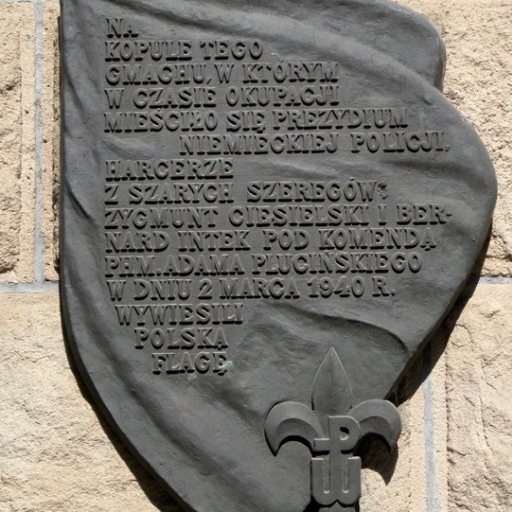 NA
KOPULE TEGO
GMACHU, W KTÓRYM
W CZASIE OKUPACJI
MIEŚCIŁO SIĘ PREZYDIUM
NIEMIECKIEJ POLICJI,
HARCERZE
Z SZARYCH SZEREGÓW:
ZYGMUNT CIESIELSKI I BER-
NARD INTEK POD KOMENDĄ
PHM. ADAMA PLUCIŃSKIEGO
W DNIU 2 MARCA 1940 R.
WYWIESILI
POLSKĄ
FLAGĘ
PW